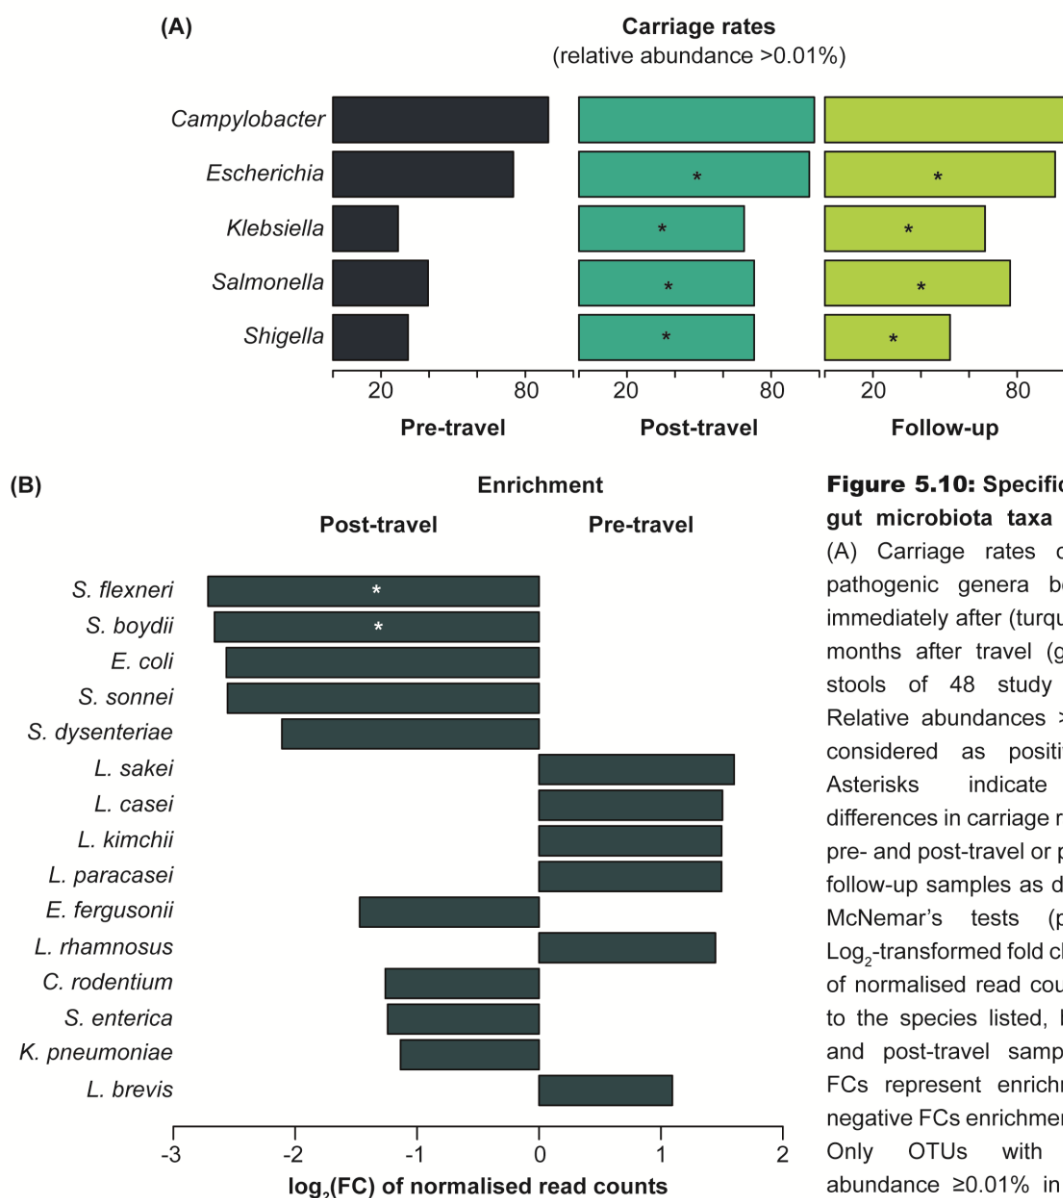 (A)
Carriage rates
(relative abundance >0.01%)
Campylobacter
Escherichia
*
*
Klebsiella
*
*
Salmonella
*
*
Shigella
*
*
20 80 20 80 20 80
Pre-travel Post-travel Follow-up
(B)
Enrichment
Post-travel Pre-travel
S. flexneri
*
S. boydii
*
E. coli
S. sonnei
S. dysenteriae
L. sakei
L. casei
L. kimchii
L. paracasei
E. fergusonii
L. rhamnosus
C. rodentium
S. enterica
K. pneumoniae
L. brevis
-3 -2 -1 0 1 2
log₂(FC) of normalised read counts
Figure 5.10: Specific
gut microbiota taxa
(A) Carriage rates
pathogenic genera
immediately after
months after travel
stools of 48 study
Relative abundances
considered as
Asterisks indicate
differences in carriage
pre- and post-travel or
follow-up samples as
McNemar's tests
Log₂-transformed fold
of normalised read
to the species listed,
and post-travel
FCs represent
negative FCs
Only OTUs with
abundance ≥0.01% in